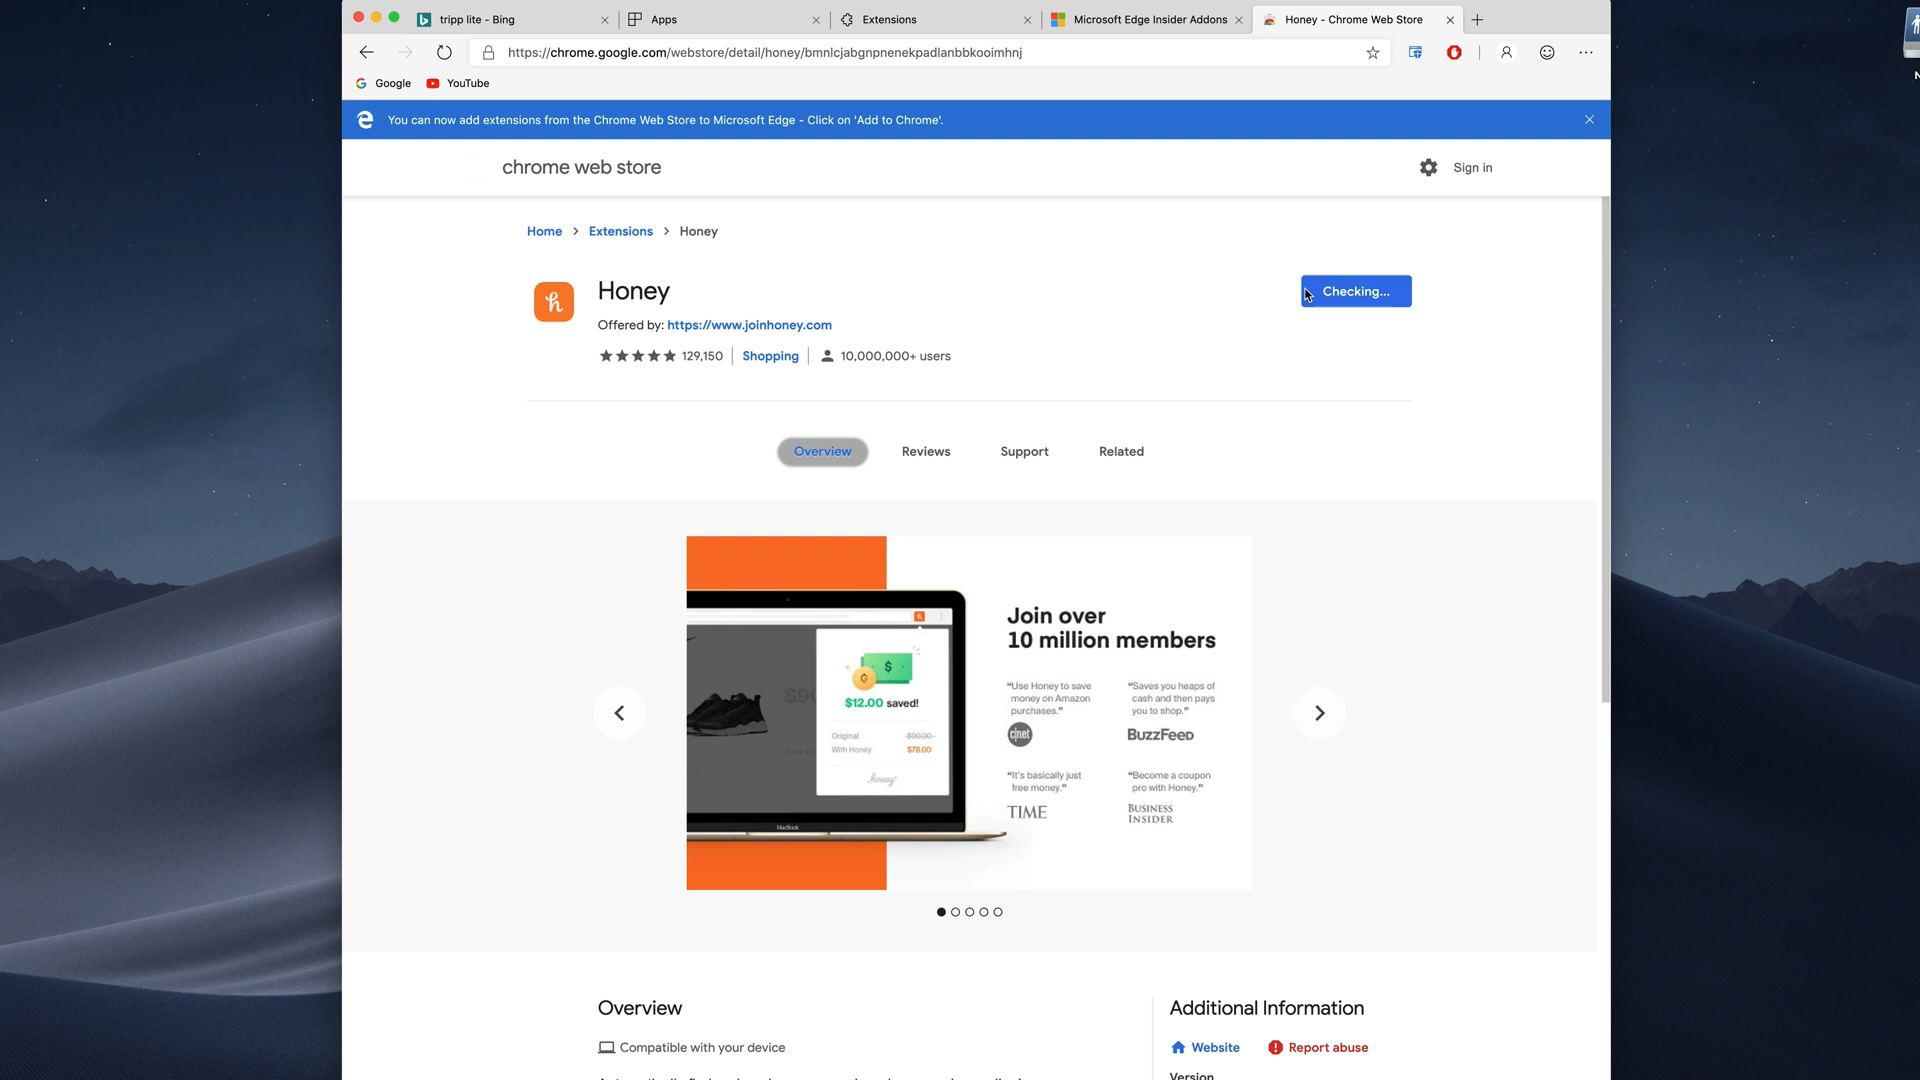 tripp lite - Bing
Apps
Extensions
Microsoft Edge Insider Addons
Honey - Chrome Web Store
https://chrome.google.com/webstore/detail/honey/bmnlcjabgnpnenekpadlanbbkooimhnj
Google
YouTube
You can now add extensions from the Chrome Web Store to Microsoft Edge - Click on 'Add to Chrome'.
chrome web store
Sign in
Home > Extensions > Honey
Honey
Checking...
Offered by: https://www.joinhoney.com
129,150
Shopping
10,000,000+ users
Overview
Reviews
Support
Related
Join over
10 million members
"Use Honey to save
money on Amazon
purchases."
c|net
"Saves you heaps of
cash and then pays
you to shop."
BuzzFeed
"It's basically just
free money."
TIME
"Become a coupon
pro with Honey."
BUSINESS
INSIDER
$12.00 saved!
Original $90.00
With Honey $78.00
honey
MacBook
Overview
Compatible with your device
Additional Information
Website
Report abuse
Version